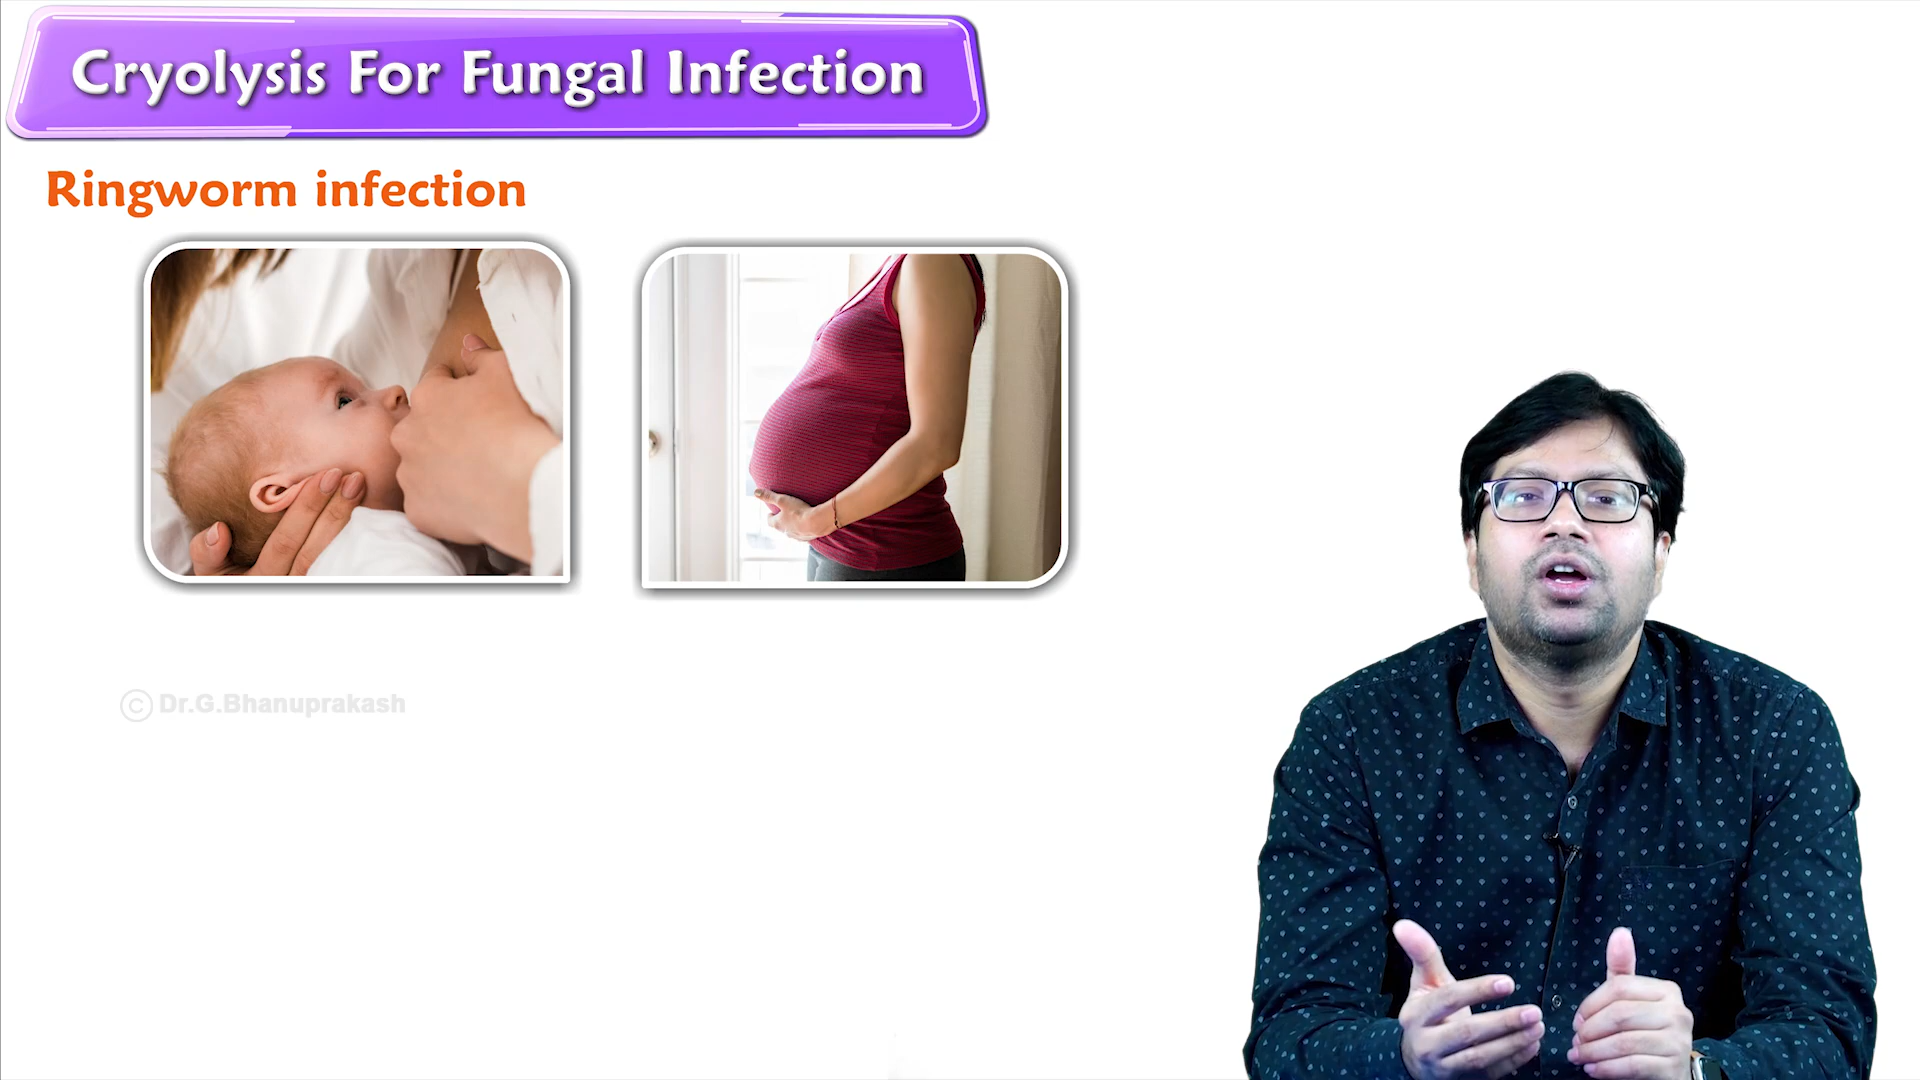 Cryolysis For Fungal Infection
Ringworm infection
© Dr.G.Bhanuprakash